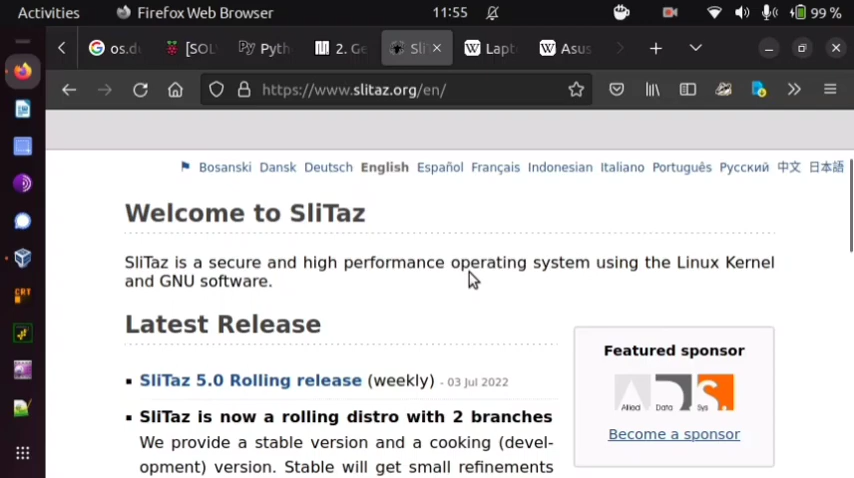 Activities Firefox Web Browser 11:55 99 %
os.du [SOL Pyth 2. Ge Sli Lapt Asus
https://www.slitaz.org/en/
Bosanski Dansk Deutsch English Español Français Indonesian Italiano Português Русский 中文 日本語
Welcome to SliTaz
SliTaz is a secure and high performance operating system using the Linux Kernel
and GNU software.
Latest Release
SliTaz 5.0 Rolling release (weekly) - 03 Jul 2022
SliTaz is now a rolling distro with 2 branches
We provide a stable version and a cooking (devel-
opment) version. Stable will get small refinements
Featured sponsor
Allied Data Sys
Become a sponsor
CRT